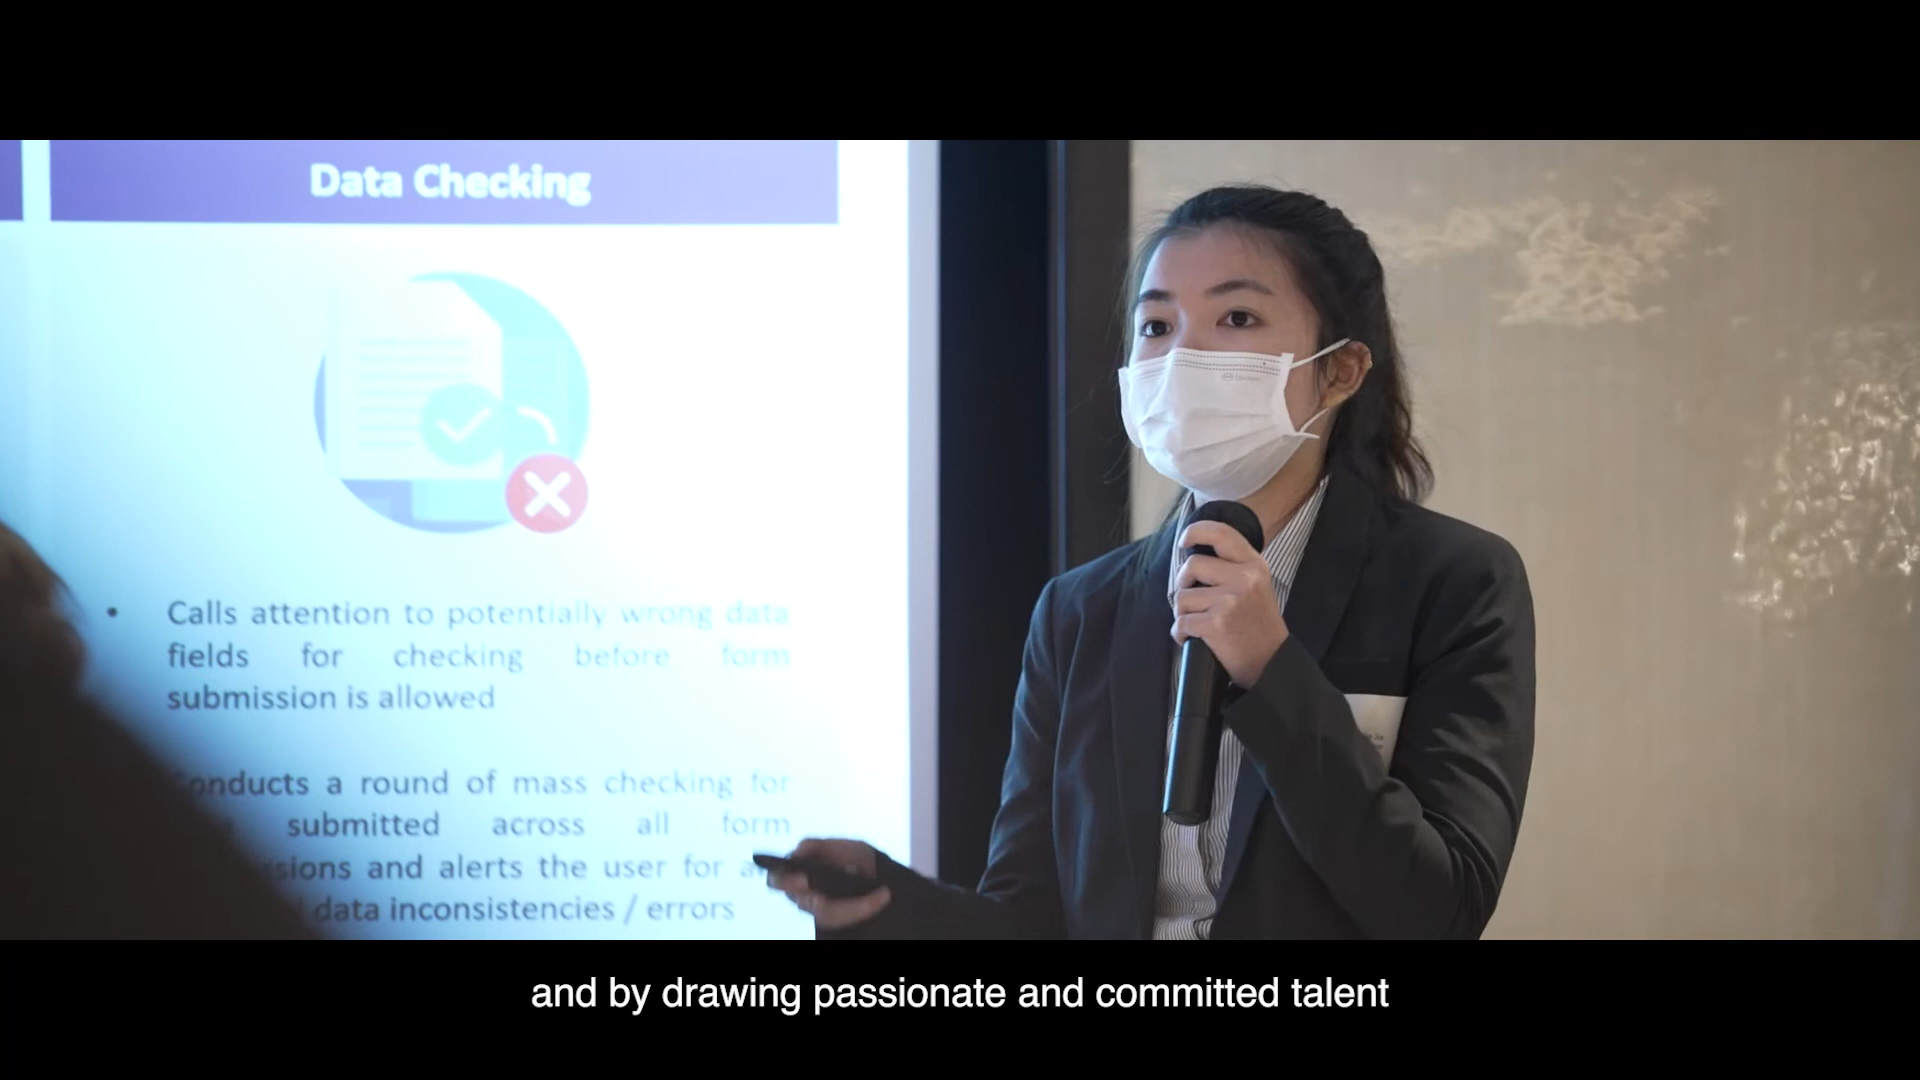 Data Checking
• Calls attention to potentially wrong data
fields for checking before form
submission is allowed
Conducts a round of mass checking for
submitted across all form
and alerts the user for
data inconsistencies / errors
and by drawing passionate and committed talent